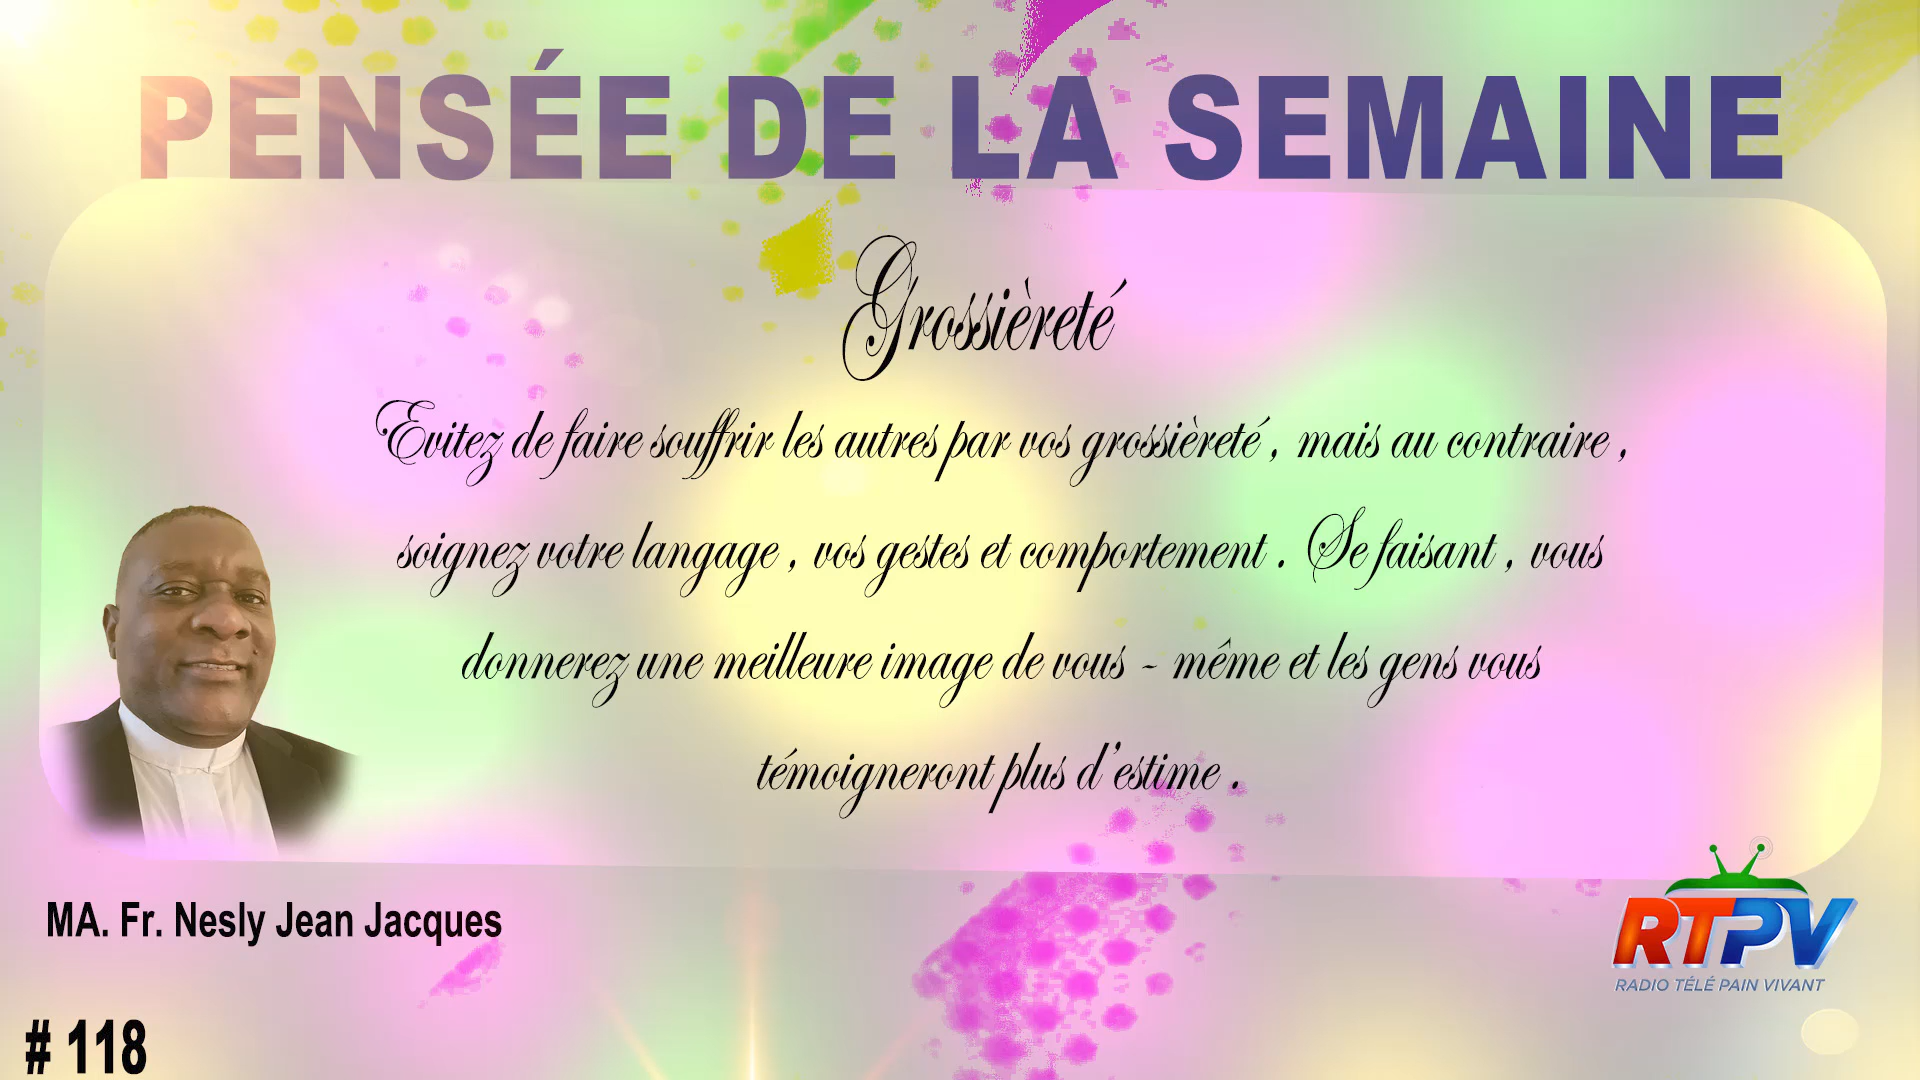 PENSÉE DE LA SEMAINE
Grossièreté
Evitez de faire souffrir les autres par vos grossièreté , mais au contraire ,
soignez votre langage , vos gestes et comportement . Se faisant , vous
donnerez une meilleure image de vous - même et les gens vous
témoigneront plus d'estime .
MA. Fr. Nesly Jean Jacques
RTPV
RADIO TÉLÉ PAIN VIVANT
# 118